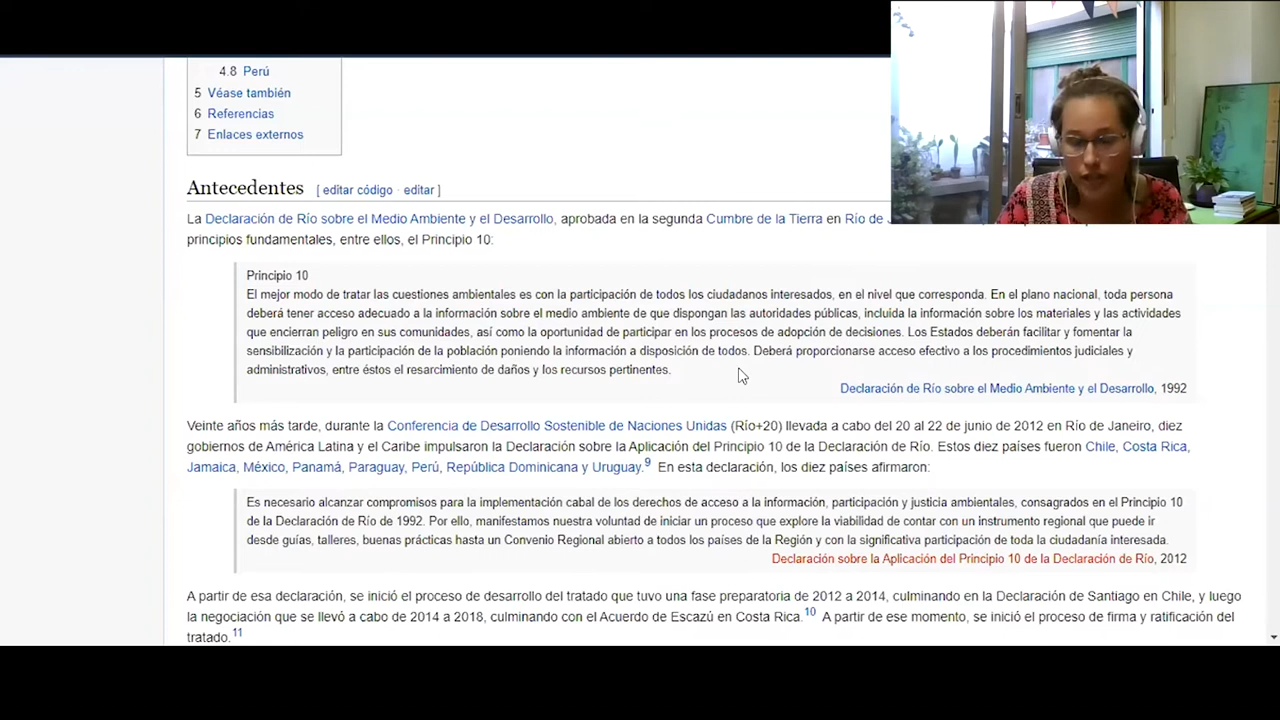 4.8 Perú
5 Véase también
6 Referencias
7 Enlaces externos
Antecedentes [ editar código · editar ]
La Declaración de Río sobre el Medio Ambiente y el Desarrollo, aprobada en la segunda Cumbre de la Tierra en Río de
principios fundamentales, entre ellos, el Principio 10:
Principio 10
El mejor modo de tratar las cuestiones ambientales es con la participación de todos los ciudadanos interesados, en el nivel que corresponda. En el plano nacional, toda persona
deberá tener acceso adecuado a la información sobre el medio ambiente de que dispongan las autoridades públicas, incluida la información sobre los materiales y las actividades
que encierran peligro en sus comunidades, así como la oportunidad de participar en los procesos de adopción de decisiones. Los Estados deberán facilitar y fomentar la
sensibilización y la participación de la población poniendo la información a disposición de todos. Deberá proporcionarse acceso efectivo a los procedimientos judiciales y
administrativos, entre éstos el resarcimiento de daños y los recursos pertinentes.
Declaración de Río sobre el Medio Ambiente y el Desarrollo, 1992
Veinte años más tarde, durante la Conferencia de Desarrollo Sostenible de Naciones Unidas (Río+20) llevada a cabo del 20 al 22 de junio de 2012 en Río de Janeiro, diez
gobiernos de América Latina y el Caribe impulsaron la Declaración sobre la Aplicación del Principio 10 de la Declaración de Río. Estos diez países fueron Chile, Costa Rica,
Jamaica, México, Panamá, Paraguay, Perú, República Dominicana y Uruguay.9 En esta declaración, los diez países afirmaron:
Es necesario alcanzar compromisos para la implementación cabal de los derechos de acceso a la información, participación y justicia ambientales, consagrados en el Principio 10
de la Declaración de Río de 1992. Por ello, manifestamos nuestra voluntad de iniciar un proceso que explore la viabilidad de contar con un instrumento regional que puede ir
desde guías, talleres, buenas prácticas hasta un Convenio Regional abierto a todos los países de la Región y con la significativa participación de toda la ciudadanía interesada.
Declaración sobre la Aplicación del Principio 10 de la Declaración de Río, 2012
A partir de esa declaración, se inició el proceso de desarrollo del tratado que tuvo una fase preparatoria de 2012 a 2014, culminando en la Declaración de Santiago en Chile, y luego
la negociación que se llevó a cabo de 2014 a 2018, culminando con el Acuerdo de Escazú en Costa Rica.10 A partir de ese momento, se inició el proceso de firma y ratificación del
tratado.11